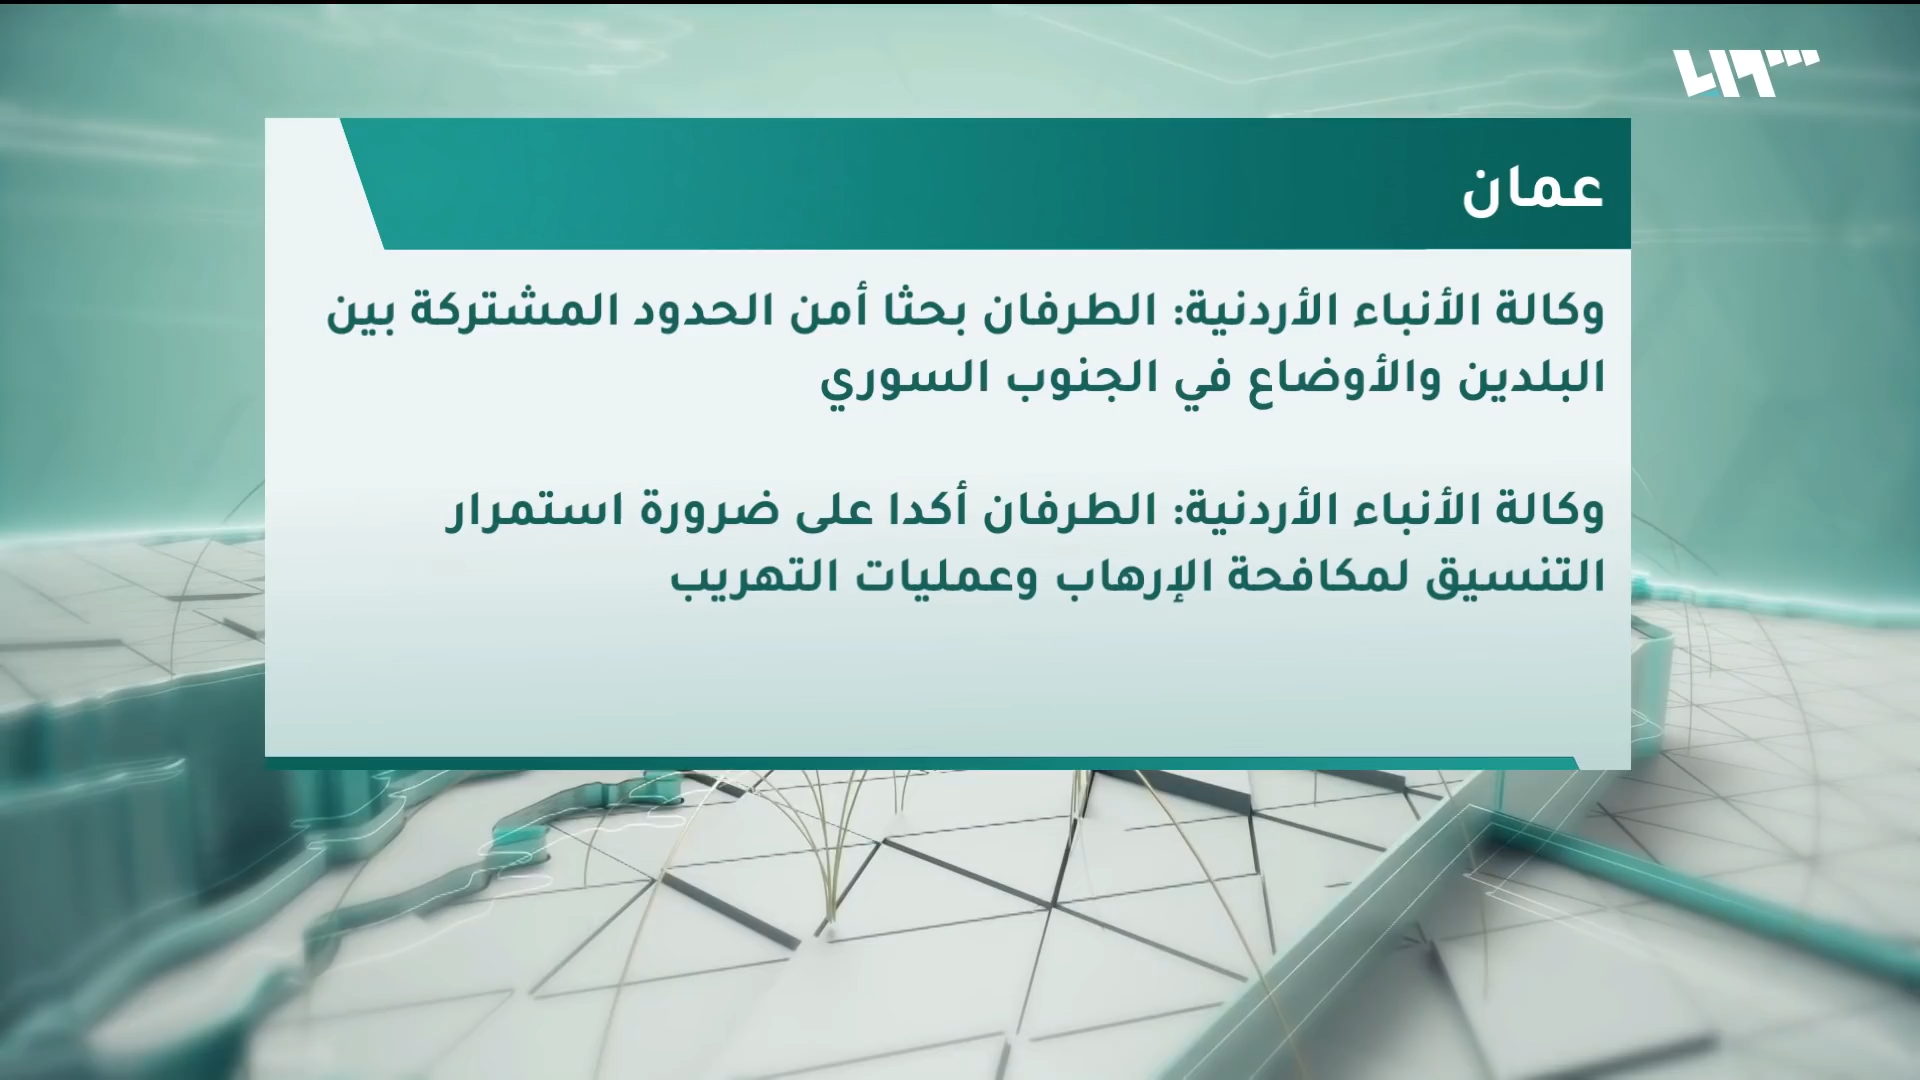 عمان
وكالة الأنباء الأردنية: الطرفان بحثا أمن الحدود المشتركة بين
البلدين والأوضاع في الجنوب السوري
وكالة الأنباء الأردنية: الطرفان أكدا على ضرورة استمرار
التنسيق لمكافحة الإرهاب وعمليات التهريب